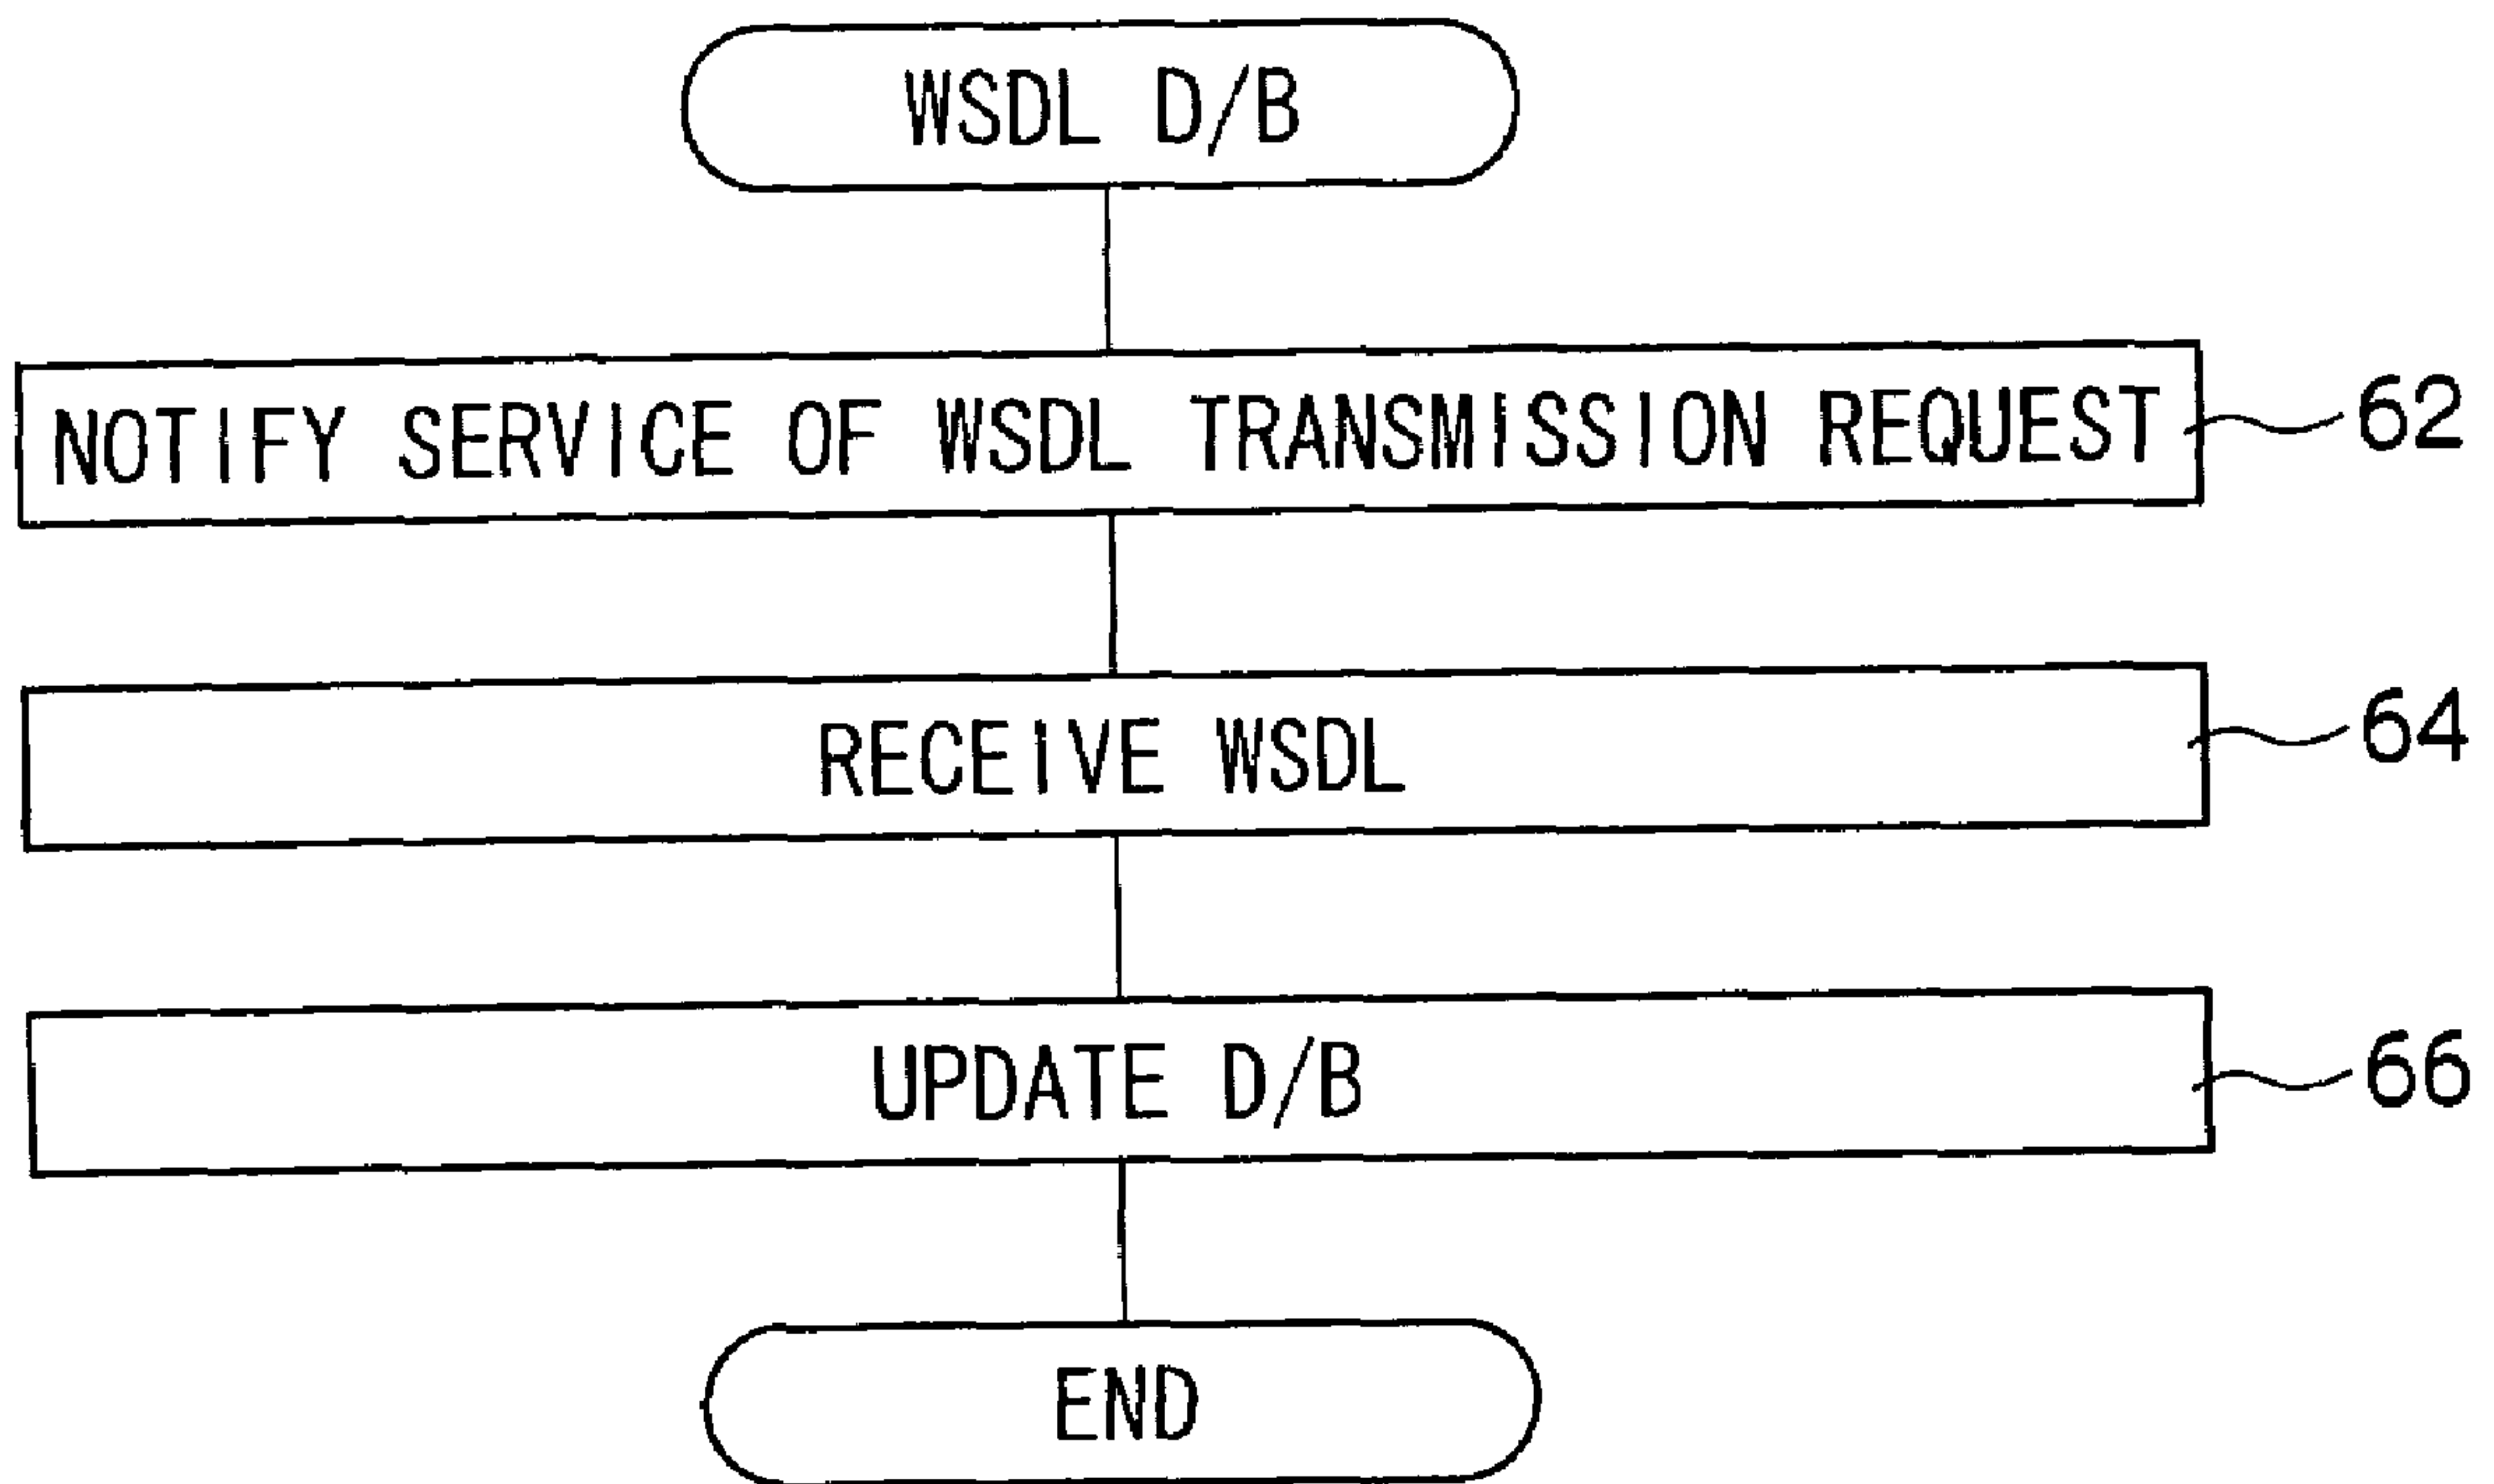 WSDL D/B
NOTIFY SERVICE OF WSDL TRANSMISSION REQUEST 62
RECEIVE WSDL 64
UPDATE D/B 66
END